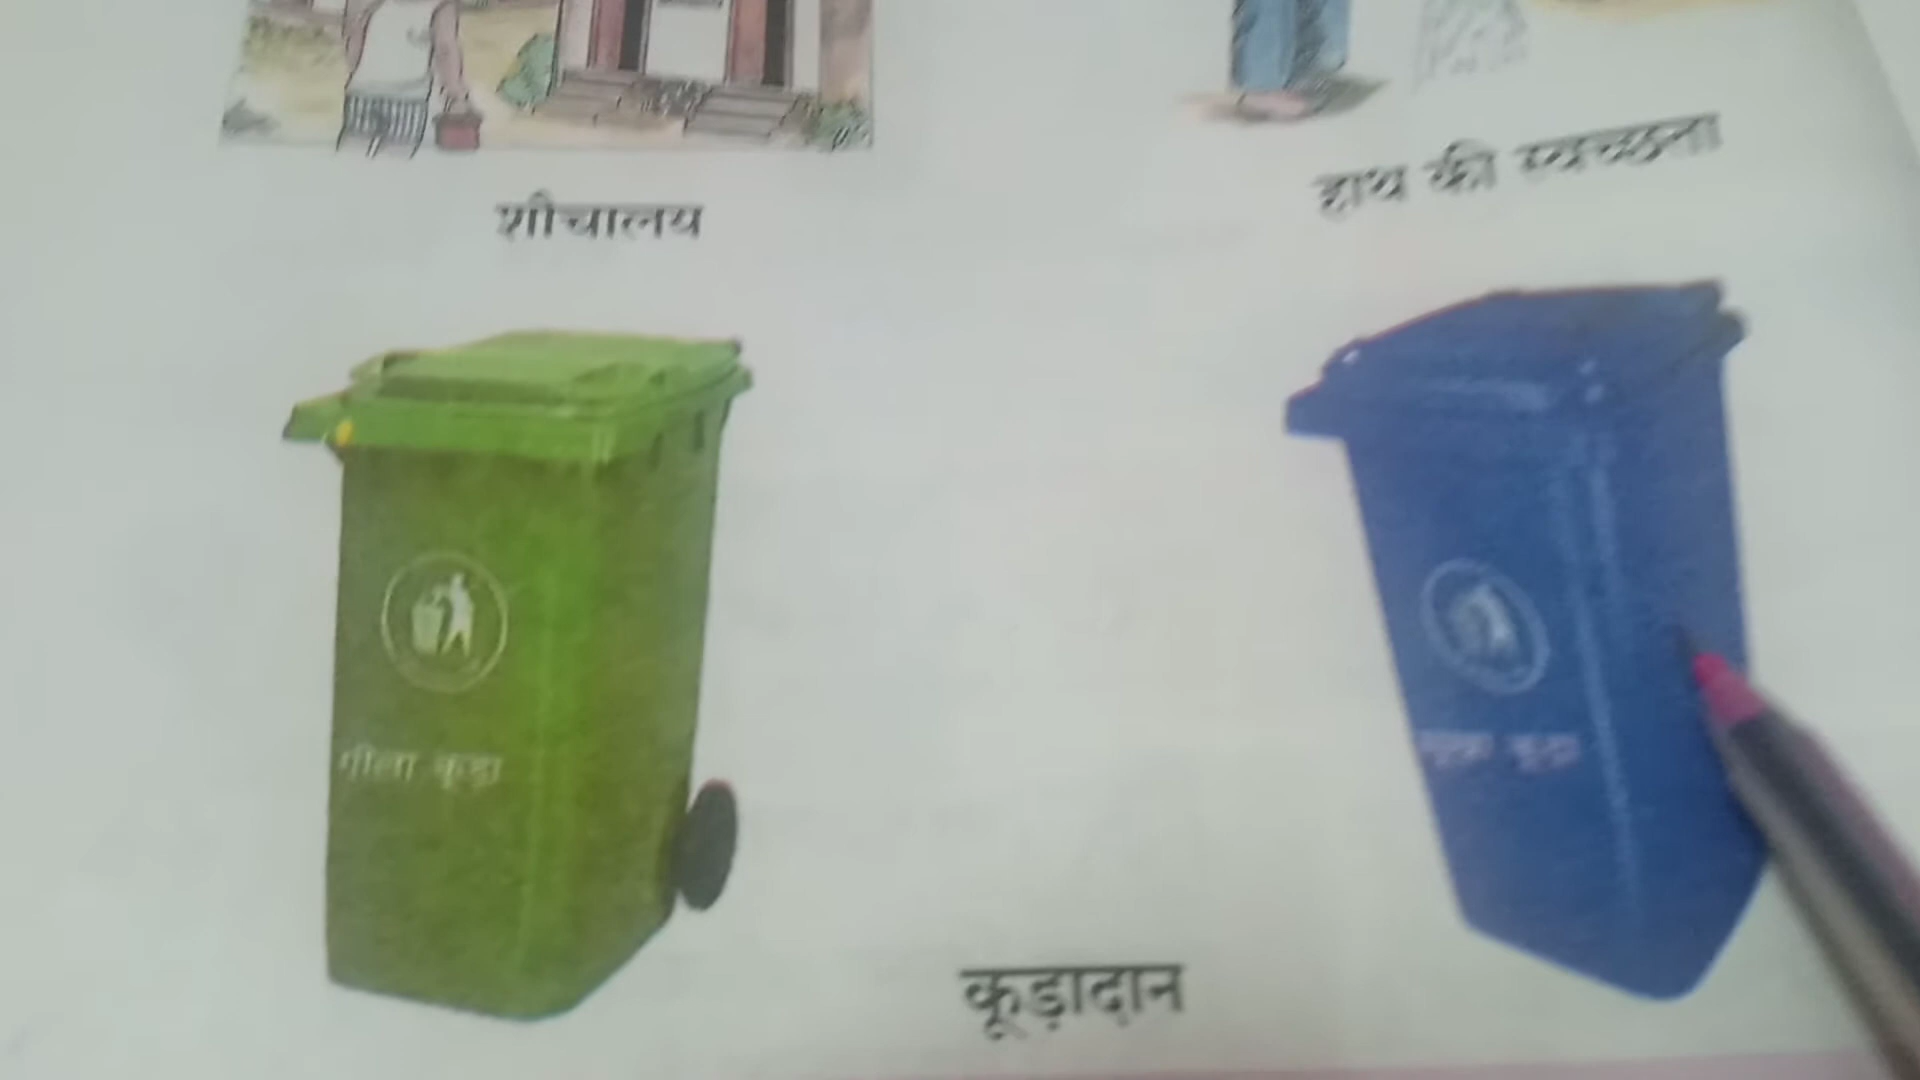 शौचालय
हाथ की स्वच्छता
गीला कूड़ा
कूड़ा
कूड़ादान